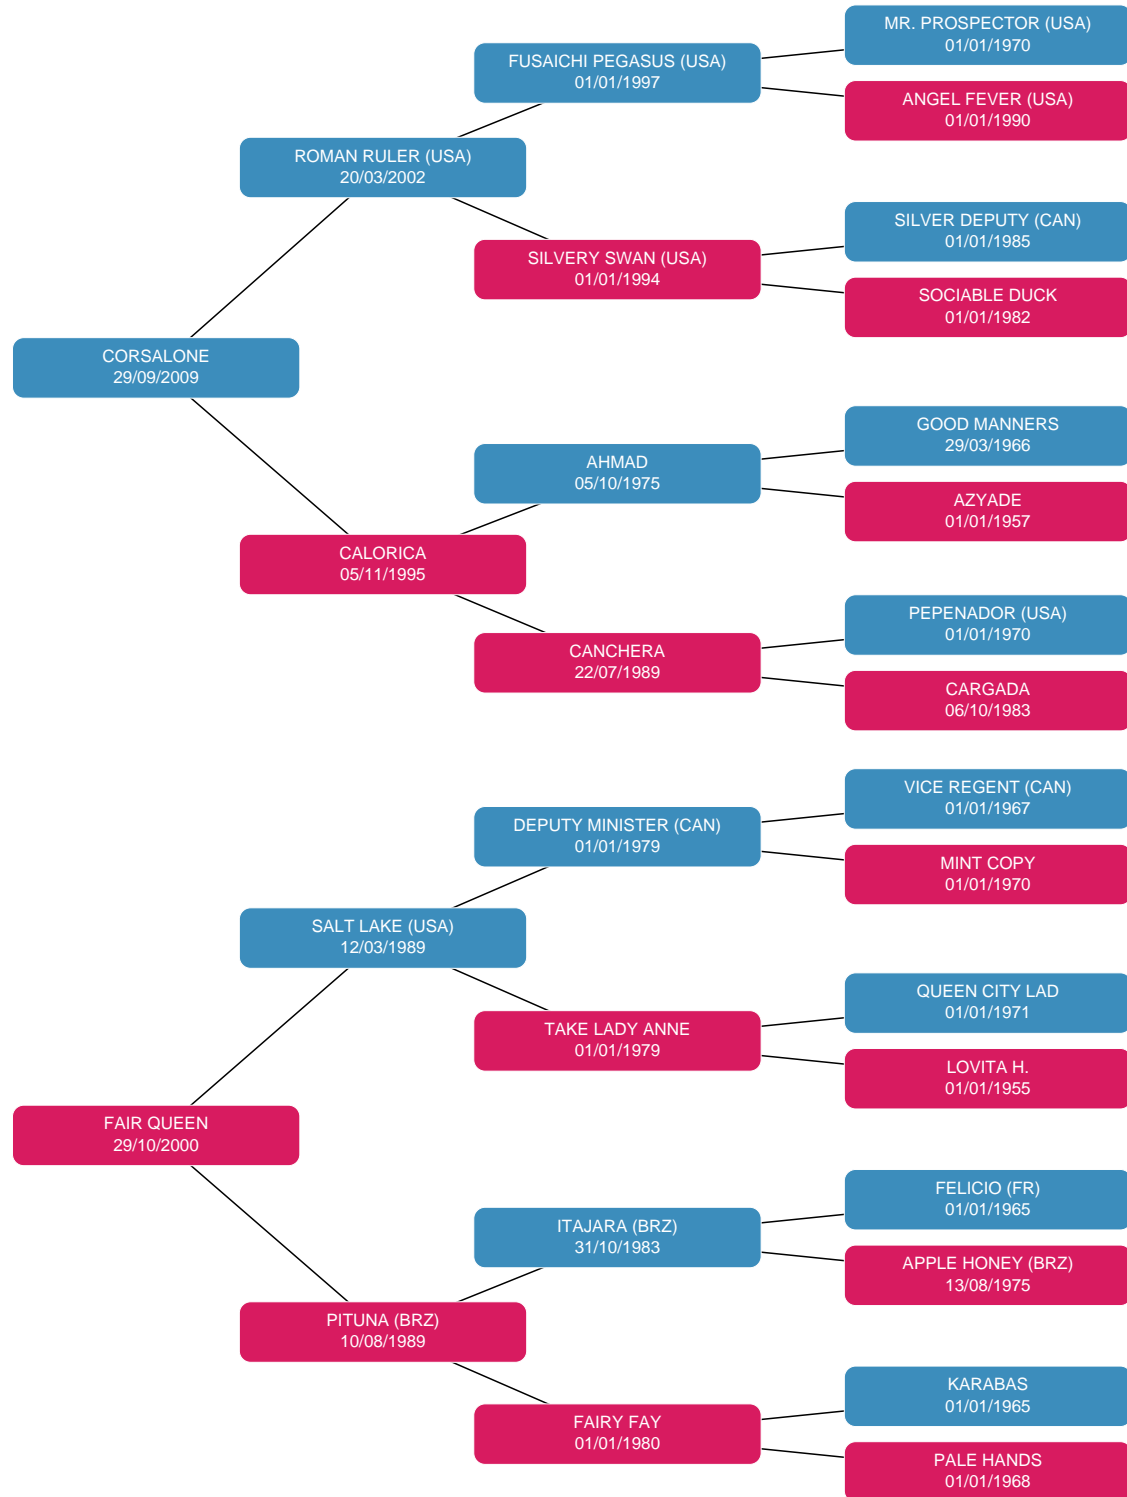 MR. PROSPECTOR (USA)
01/01/1970
FUSAICHI PEGASUS (USA)
01/01/1997
ANGEL FEVER (USA)
01/01/1990
ROMAN RULER (USA)
20/03/2002
SILVER DEPUTY (CAN)
01/01/1985
SILVERY SWAN (USA)
01/01/1994
SOCIABLE DUCK
01/01/1982
CORSALONE
29/09/2009
GOOD MANNERS
29/03/1966
AHMAD
05/10/1975
AZYADE
01/01/1957
CALORICA
05/11/1995
PEPENADOR (USA)
01/01/1970
CANCHERA
22/07/1989
CARGADA
06/10/1983
VICE REGENT (CAN)
01/01/1967
DEPUTY MINISTER (CAN)
01/01/1979
MINT COPY
01/01/1970
SALT LAKE (USA)
12/03/1989
QUEEN CITY LAD
01/01/1971
TAKE LADY ANNE
01/01/1979
LOVITA H.
01/01/1955
FAIR QUEEN
29/10/2000
FELICIO (FR)
01/01/1965
ITAJARA (BRZ)
31/10/1983
APPLE HONEY (BRZ)
13/08/1975
PITUNA (BRZ)
10/08/1989
KARABAS
01/01/1965
FAIRY FAY
01/01/1980
PALE HANDS
01/01/1968